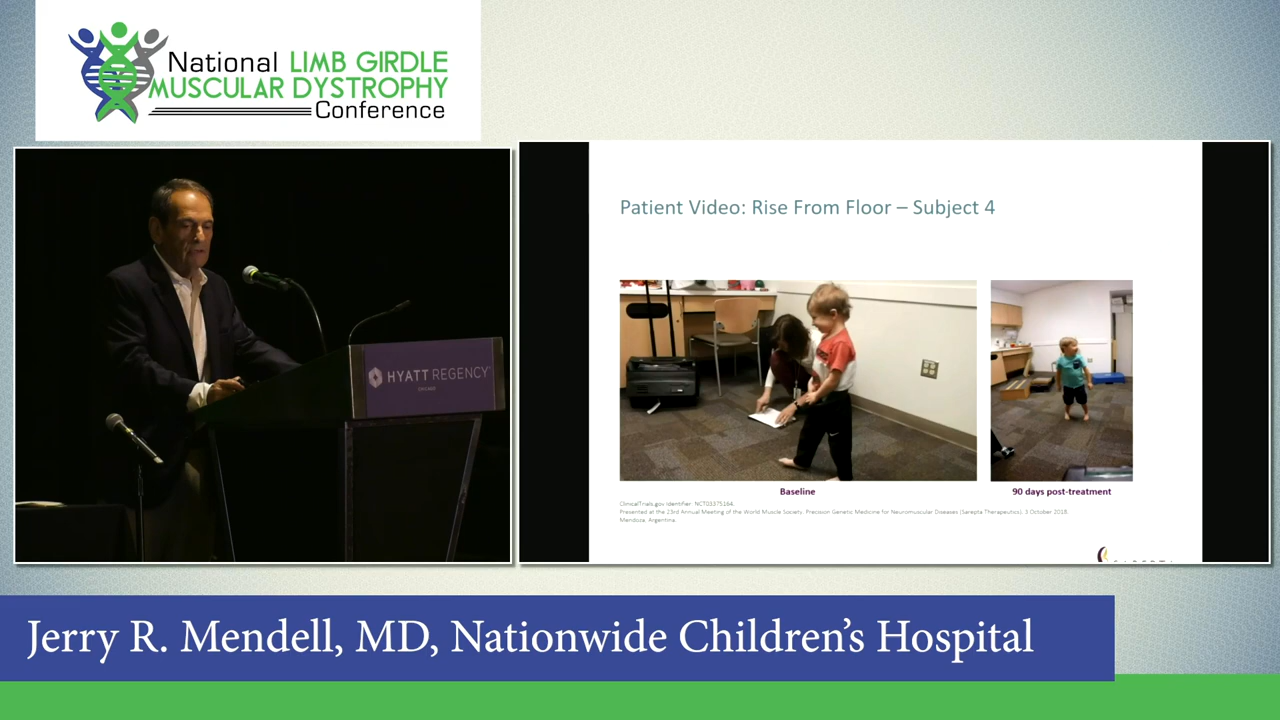 National LIMB GIRDLE
MUSCULAR DYSTROPHY
Conference
HYATT REGENCY
CHICAGO
Patient Video: Rise From Floor – Subject 4
Baseline
90 days post-treatment
ClinicalTrials.gov Identifier: NCT03375164.
Presented at the 23rd Annual Meeting of the World Muscle Society. Precision Genetic Medicine for Neuromuscular Diseases (Sarepta Therapeutics). 3 October 2018.
Mendoza, Argentina
Jerry R. Mendell, MD, Nationwide Children's Hospital